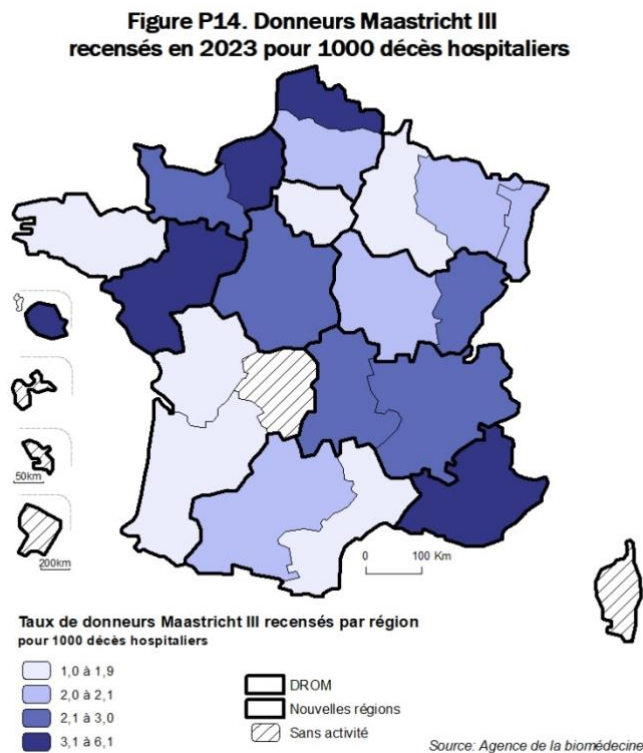 Figure P14. Donneurs Maastricht III
recensés en 2023 pour 1000 décès hospitaliers
50km
200km
0 100 Km
Taux de donneurs Maastricht III recensés par région
pour 1000 décès hospitaliers
1,0 à 1,9
2,0 à 2,1
2,1 à 3,0
3,1 à 6,1
DROM
Nouvelles régions
Sans activité
Source: Agence de la biomédecine